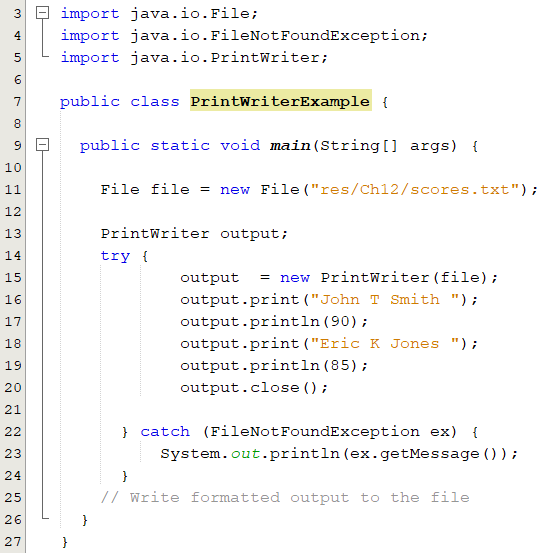 3 import java.io.File;
4 import java.io.FileNotFoundException;
5 import java.io.PrintWriter;
6
7 public class PrintWriterExample {
8
9 public static void main(String[] args) {
10
11 File file = new File("res/Ch12/scores.txt");
12
13 PrintWriter output;
14 try {
15 output  = new PrintWriter(file);
16 output.print("John T Smith ");
17 output.println(90);
18 output.print("Eric K Jones ");
19 output.println(85);
20 output.close();
21
22 } catch (FileNotFoundException ex) {
23 System.out.println(ex.getMessage());
24 }
25 // Write formatted output to the file
26 }
27 }